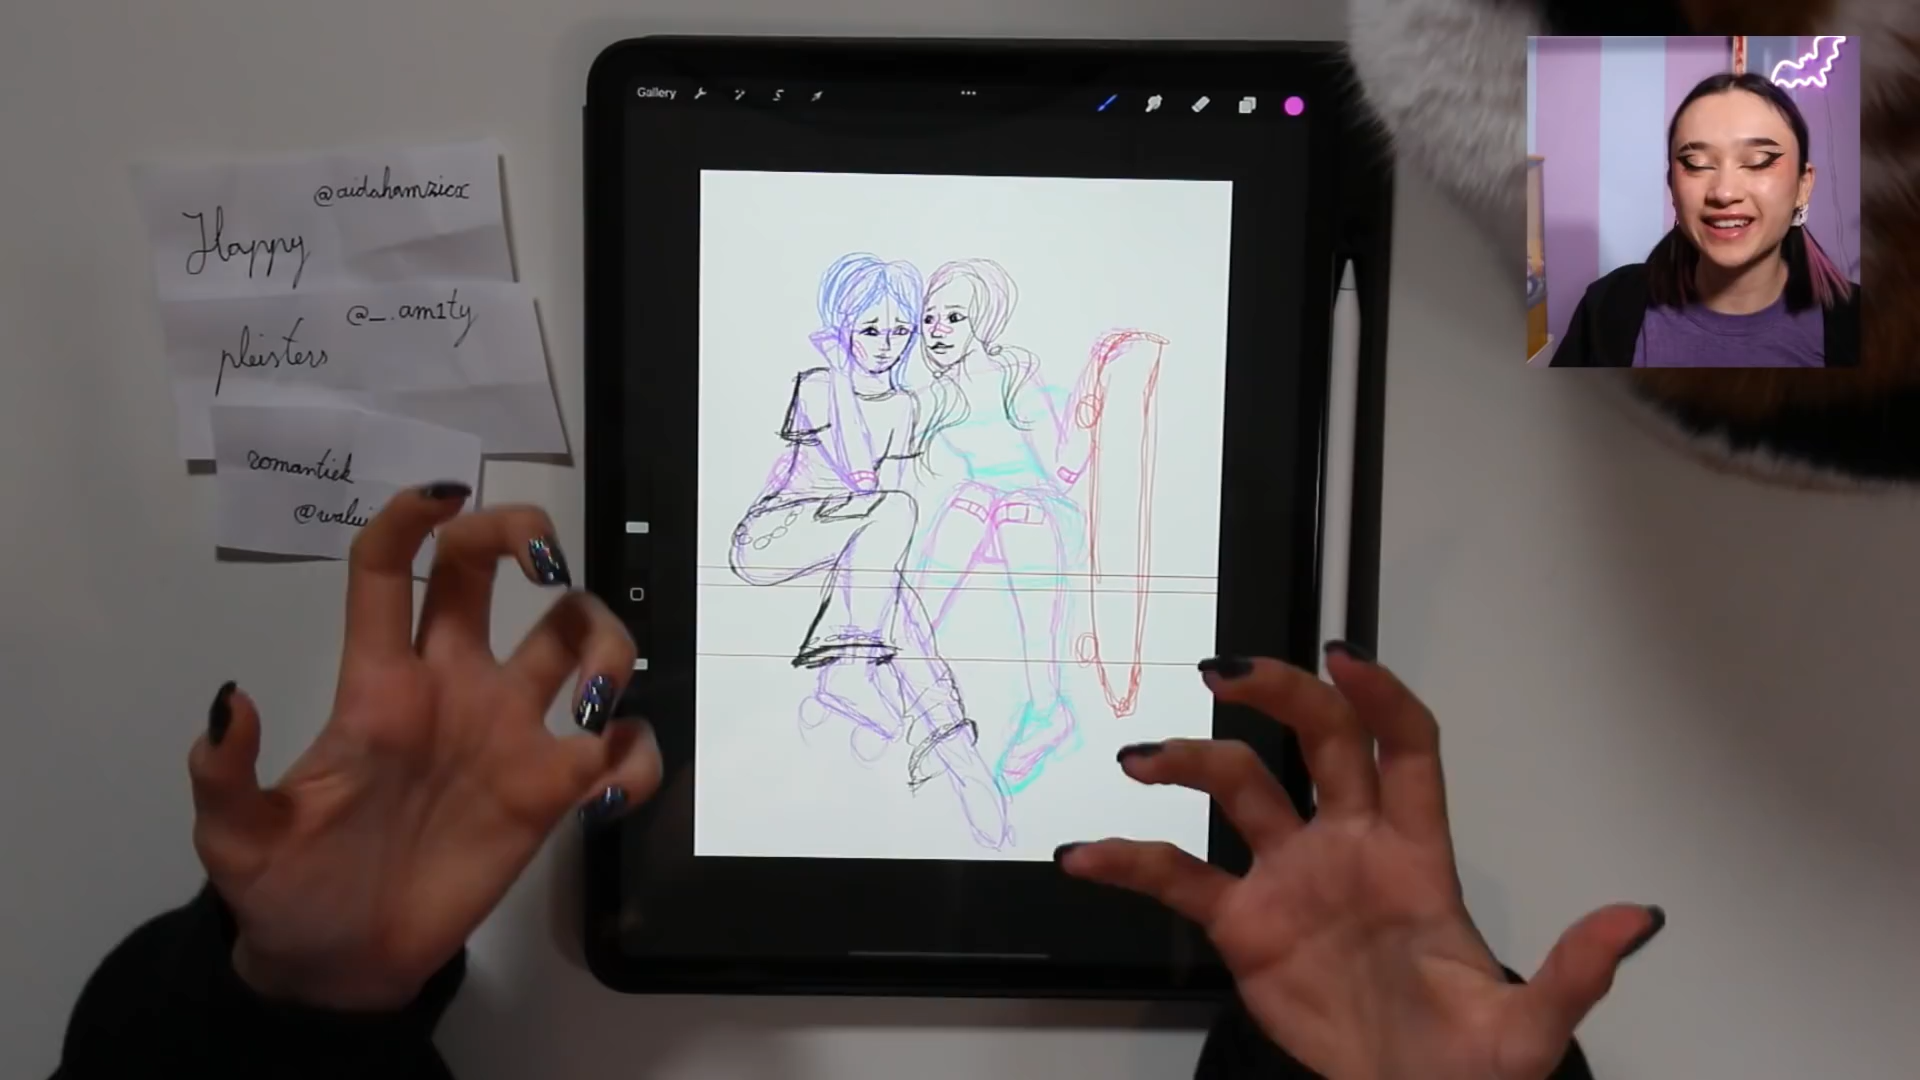 Gallery
@aidahamzicx
Happy
@_.am1ty
pleisters
romantiek